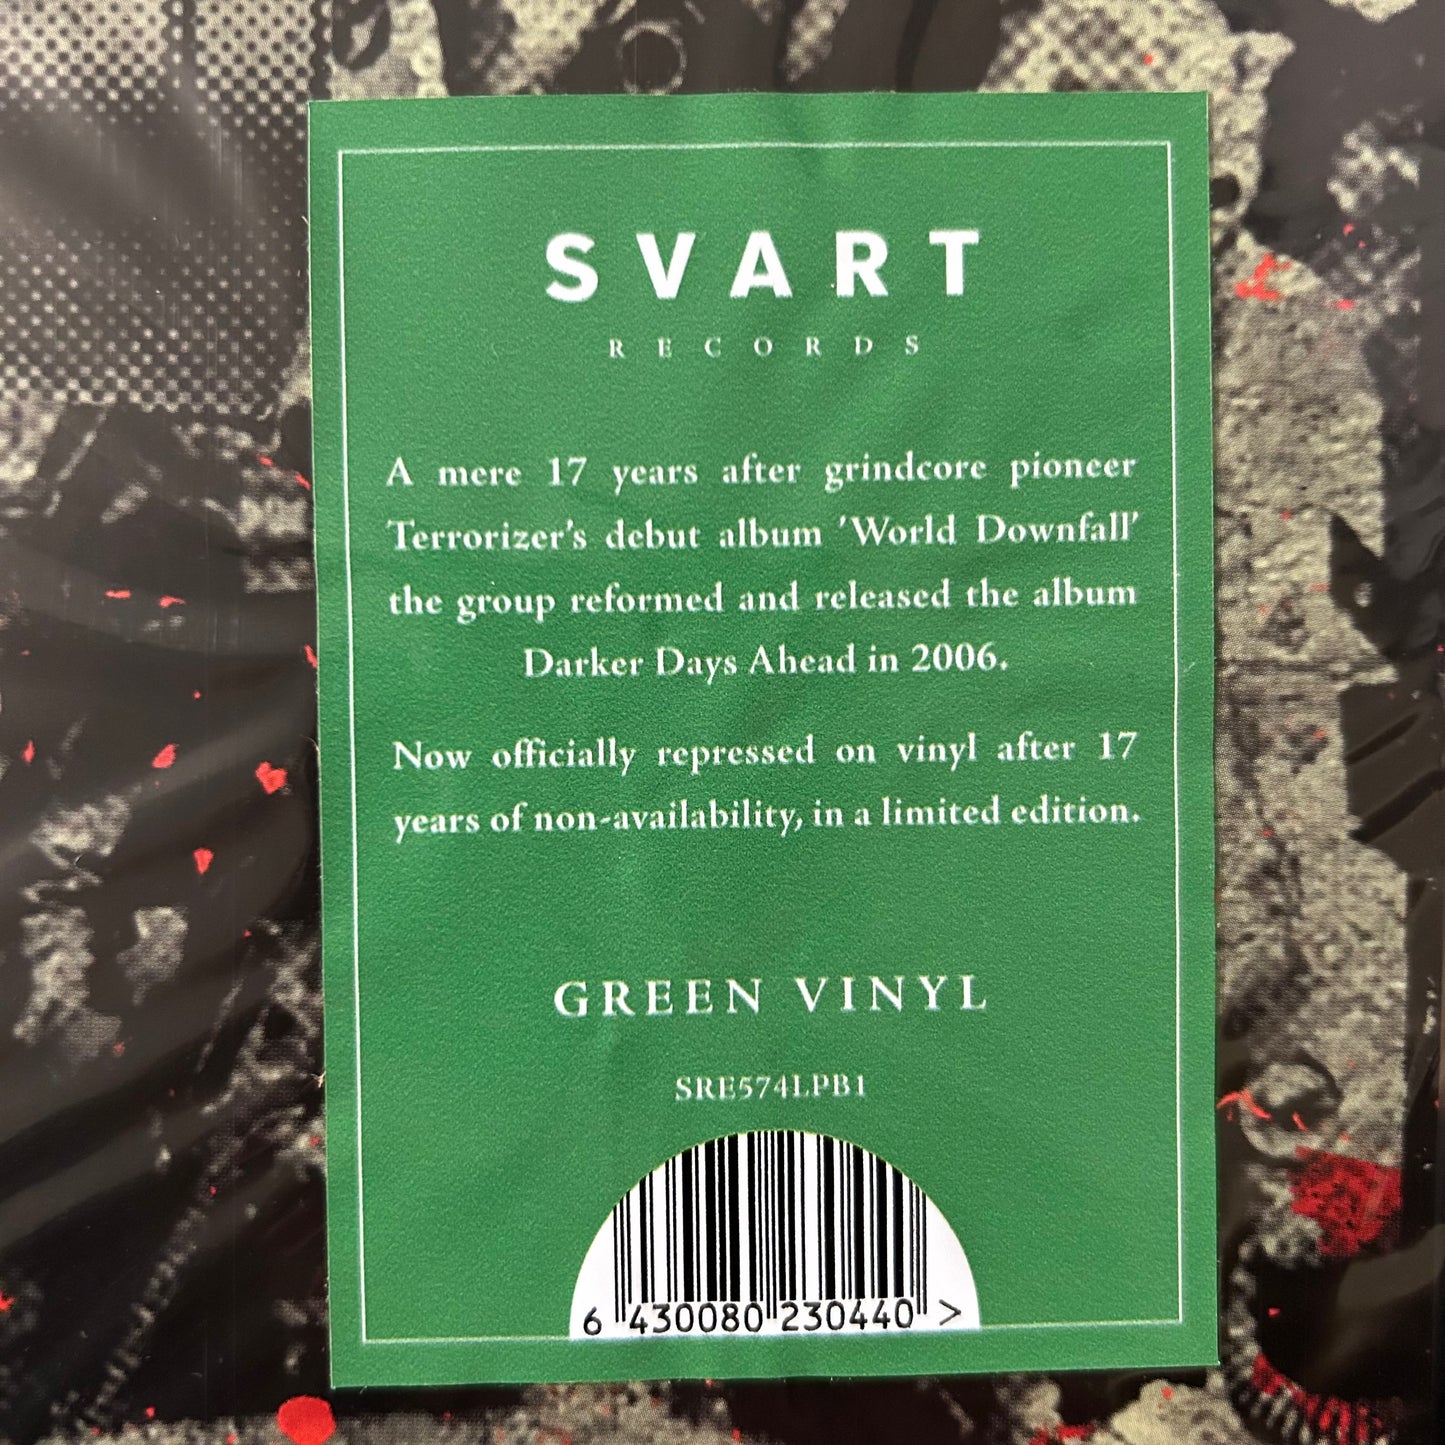 SVART
RECORDS
A mere 17 years after grindcore pioneer
Terrorizer's debut album 'World Downfall'
the group reformed and released the album
Darker Days Ahead in 2006.
Now officially repressed on vinyl after 17
years of non-availability, in a limited edition.
GREEN VINYL
SRE574LPB1
6 430080 230440 >